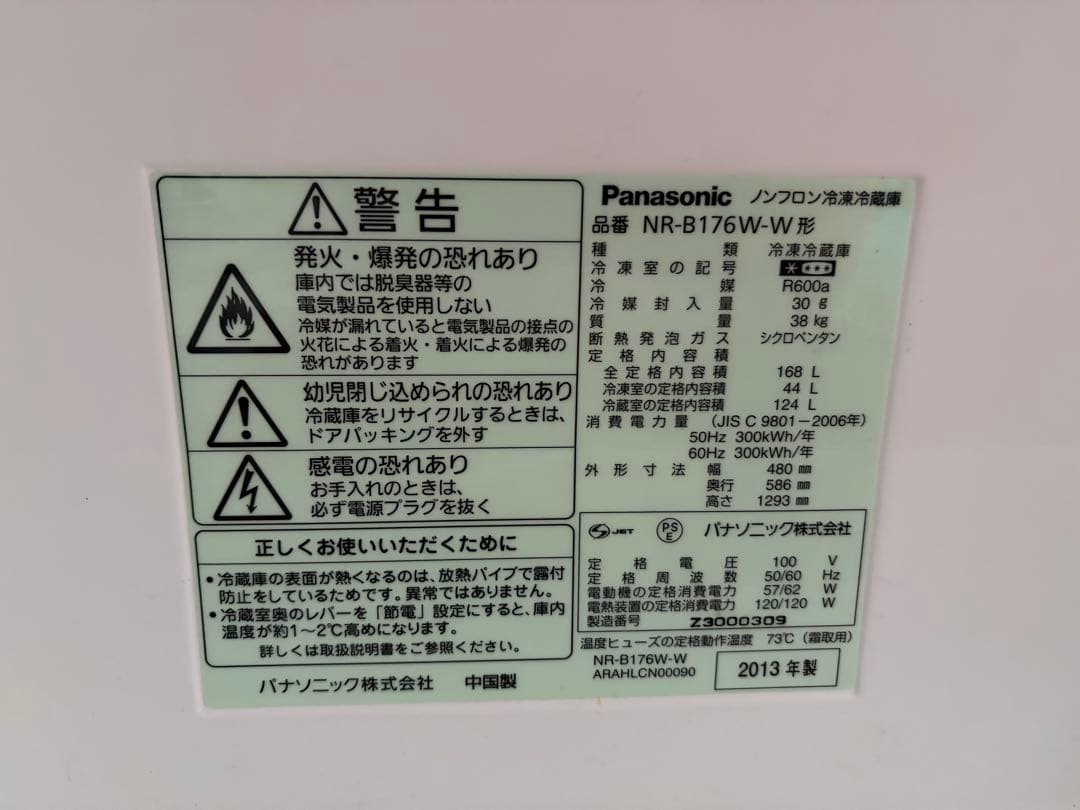 警告
発火・爆発の恐れあり
庫内では脱臭器等の
電気製品を使用しない
冷媒が漏れていると電気製品の接点の
火花による着火・着火による爆発の
恐れがあります
幼児閉じ込められの恐れあり
冷蔵庫をリサイクルするときは、
ドアパッキングを外す
感電の恐れあり
お手入れのときは、
必ず電源プラグを抜く
正しくお使いいただくために
•冷蔵庫の表面が熱くなるのは、放熱パイプで露付
防止をしているためです。異常ではありません。
•冷蔵室奥のレバーを「節電」設定にすると、庫内
温度が約1~2℃高めになります。
詳しくは取扱説明書をご参照ください。
パナソニック株式会社 中国製
Panasonic ノンフロン冷凍冷蔵庫
品番 NR-B176W-W形
種類 冷凍冷蔵庫
冷凍室の記号
冷媒 R600a
冷媒封入量 30 g
質量 38 kg
断熱発泡ガス シクロペンタン
定格内容積
全定格内容積 168 L
冷凍室の定格内容積 44 L
冷蔵室の定格内容積 124 L
消費電力量 (JIS C 9801-2006年)
50Hz 300kWh/年
60Hz 300kWh/年
外形寸法 幅 480 mm
奥行 586 mm
高さ 1293 mm
JET PSE パナソニック株式会社
定格電圧 100 V
定格周波数 50/60 Hz
電動機の定格消費電力 57/62 W
電熱装置の定格消費電力 120/120 W
製造番号 Z3000309
温度ヒューズの定格動作温度 73℃(霜取用)
NR-B176W-W
ARAHLCN00090
2013年製